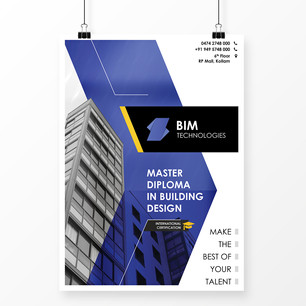 0474 2748 000
+91 949 5748 000
6th Floor
RP Mall, Kollam
BIM
TECHNOLOGIES
MASTER
DIPLOMA
IN BUILDING
DESIGN
INTERNATIONAL
CERTIFICATION
MAKE
THE
BEST OF
YOUR
TALENT